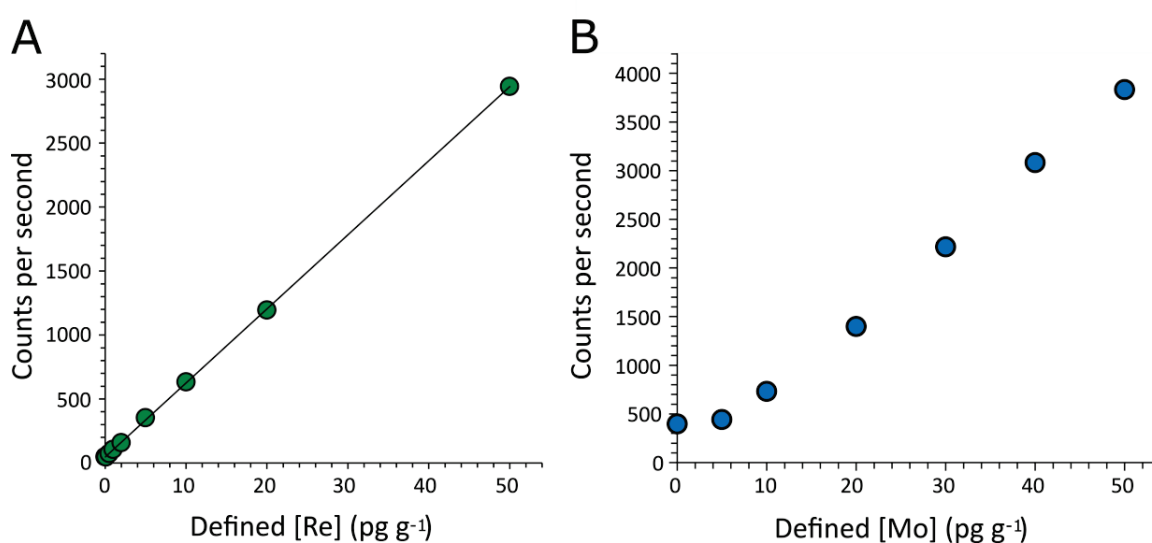 A
Counts per second
3000
2500
2000
1500
1000
500
0
0 10 20 30 40 50
Defined [Re] (pg g-1)
B
Counts per second
4000
3500
3000
2500
2000
1500
1000
500
0
0 10 20 30 40 50
Defined [Mo] (pg g-1)